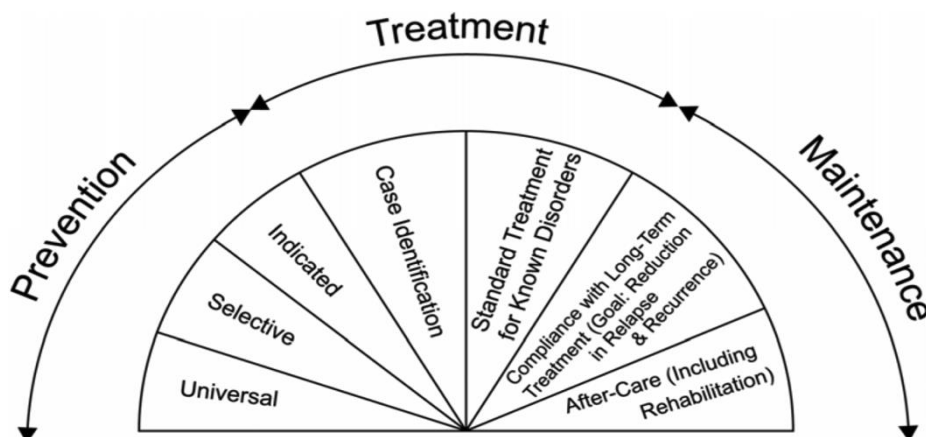 Treatment
Prevention
Maintenance
Universal
Selective
Indicated
Case Identification
Standard Treatment
for Known Disorders
Compliance with Long-Term
Treatment (Goal: Reduction
in Relapse
& Recurrence)
After-Care (Including
Rehabilitation)